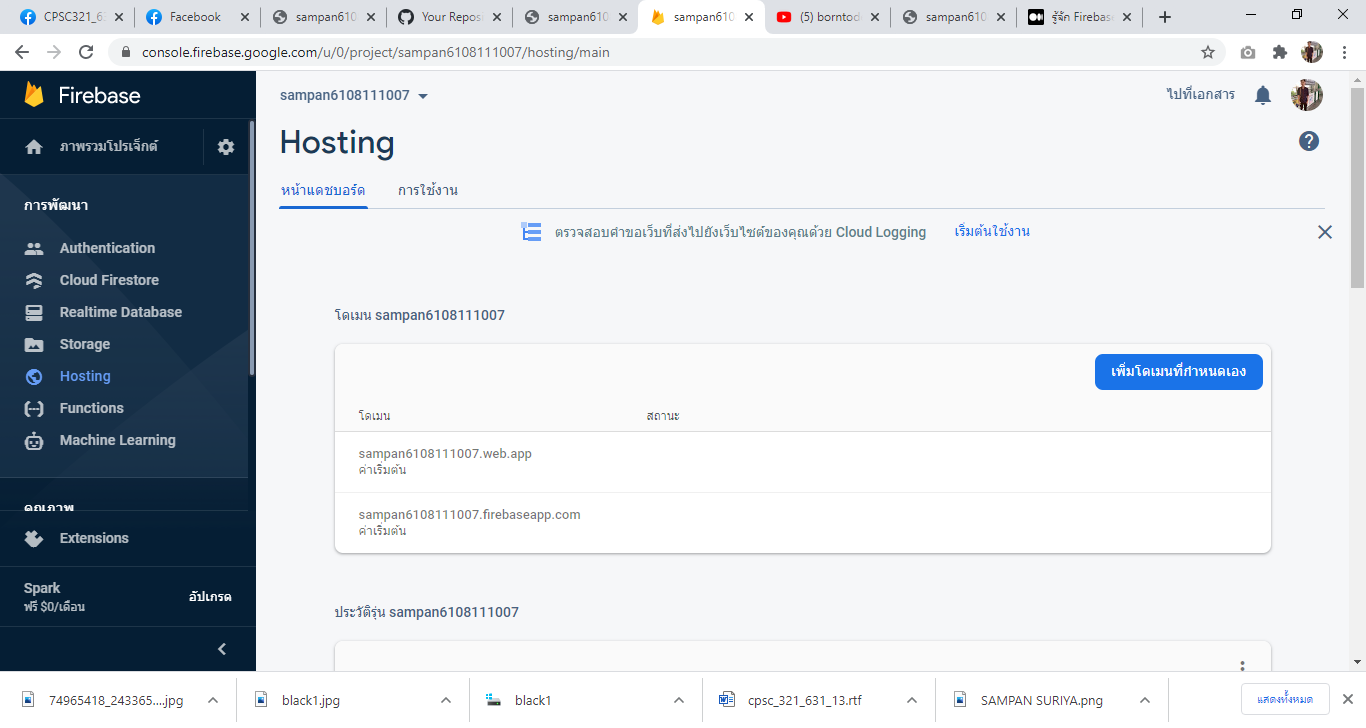 CPSC321_6
Facebook
sampan610
Your Repos
sampan610
sampan610
(5) borntod
sampan610
รู้จัก Firebas
console.firebase.google.com/u/0/project/sampan6108111007/hosting/main
Firebase
ภาพรวมโปรเจ็กต์
การพัฒนา
Authentication
Cloud Firestore
Realtime Database
Storage
Hosting
Functions
Machine Learning
คุณภาพ
Extensions
Spark
ฟรี $0/เดือน
อัปเกรด
sampan6108111007
ไปที่เอกสาร
Hosting
หน้าแดชบอร์ด
การใช้งาน
ตรวจสอบคำขอเว็บที่ส่งไปยังเว็บไซต์ของคุณด้วย Cloud Logging
เริ่มต้นใช้งาน
โดเมน sampan6108111007
เพิ่มโดเมนที่กำหนดเอง
โดเมน
สถานะ
sampan6108111007.web.app
ค่าเริ่มต้น
sampan6108111007.firebaseapp.com
ค่าเริ่มต้น
ประวัติรุ่น sampan6108111007
74965418_243365....jpg
black1.jpg
black1
cpsc_321_631_13.rtf
SAMPAN SURIYA.png
แสดงทั้งหมด